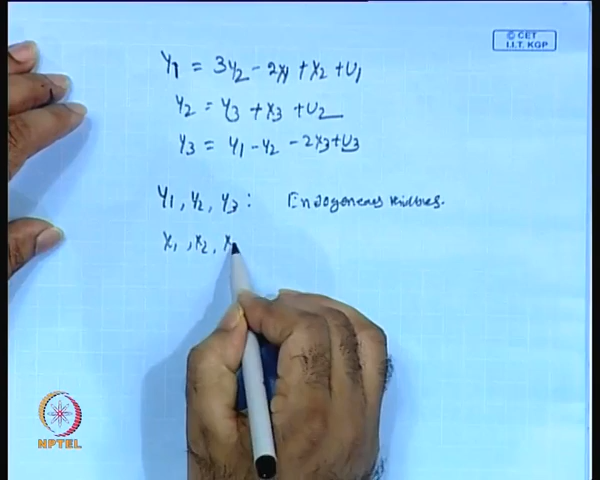 © CET
I.I.T. KGP
Y1 = 3Y2 - 2X1 + X2 + U1
Y2 = Y3 + X3 + U2
Y3 = Y1 - Y2 - 2X3 + U3
Y1, Y2, Y3 : Endogeneous
X1, X2, X
NPTEL